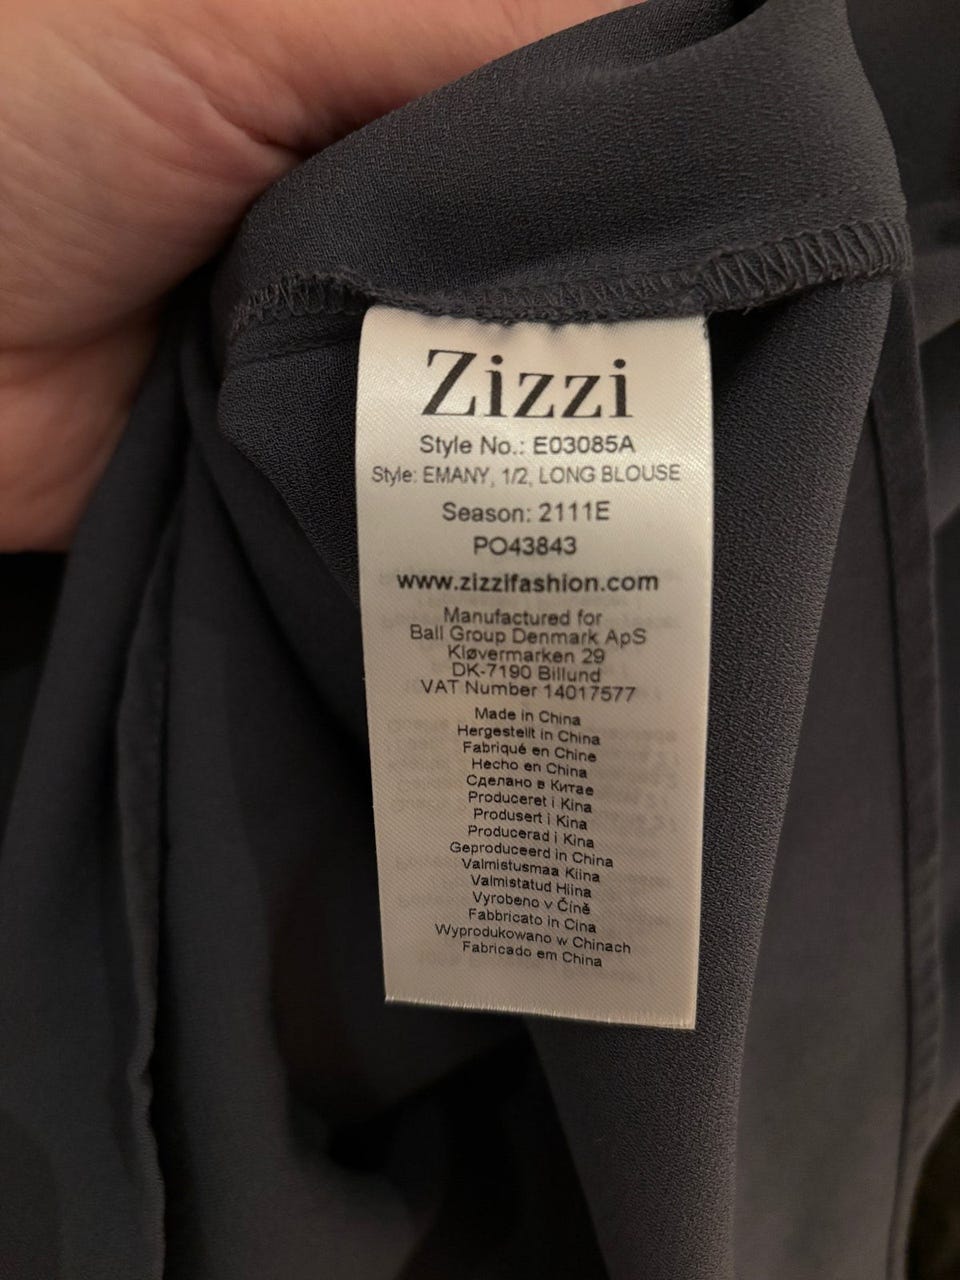 Zizzi
Style No.: E03085A
Style: EMANY, 1/2, LONG BLOUSE
Season: 2111E
PO43843
www.zizzifashion.com
Manufactured for
Ball Group Denmark ApS
Kløvermarken 29
DK-7190 Billund
VAT Number 14017577
Made in China
Hergestellt in China
Fabriqué en Chine
Hecho en China
Сделано в Китае
Produceret i Kina
Produsert i Kina
Producerad i Kina
Geproduceerd in China
Valmistusmaa Kiina
Valmistatud Hiina
Vyrobeno v Číně
Fabbricato in Cina
Wyprodukowano w Chinach
Fabricado em China